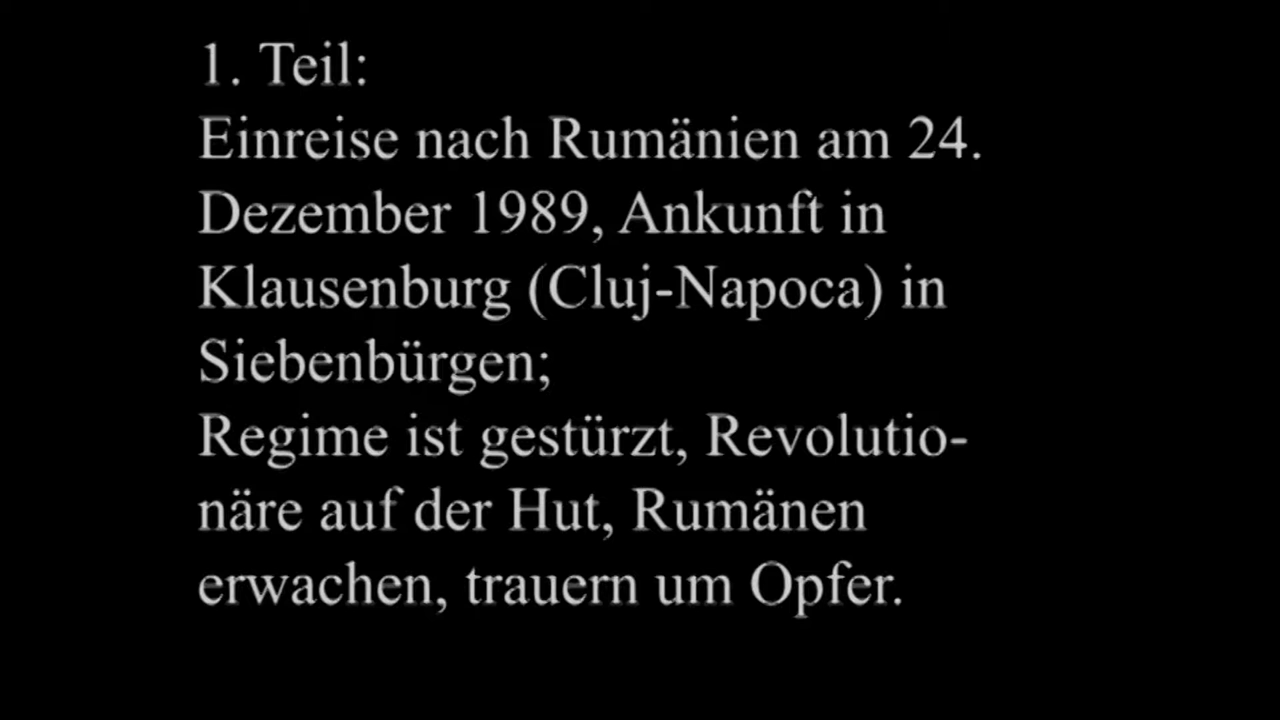 1. Teil:
Einreise nach Rumänien am 24.
Dezember 1989, Ankunft in
Klausenburg (Cluj-Napoca) in
Siebenbürgen;
Regime ist gestürzt, Revolutio-
näre auf der Hut, Rumänen
erwachen, trauern um Opfer.